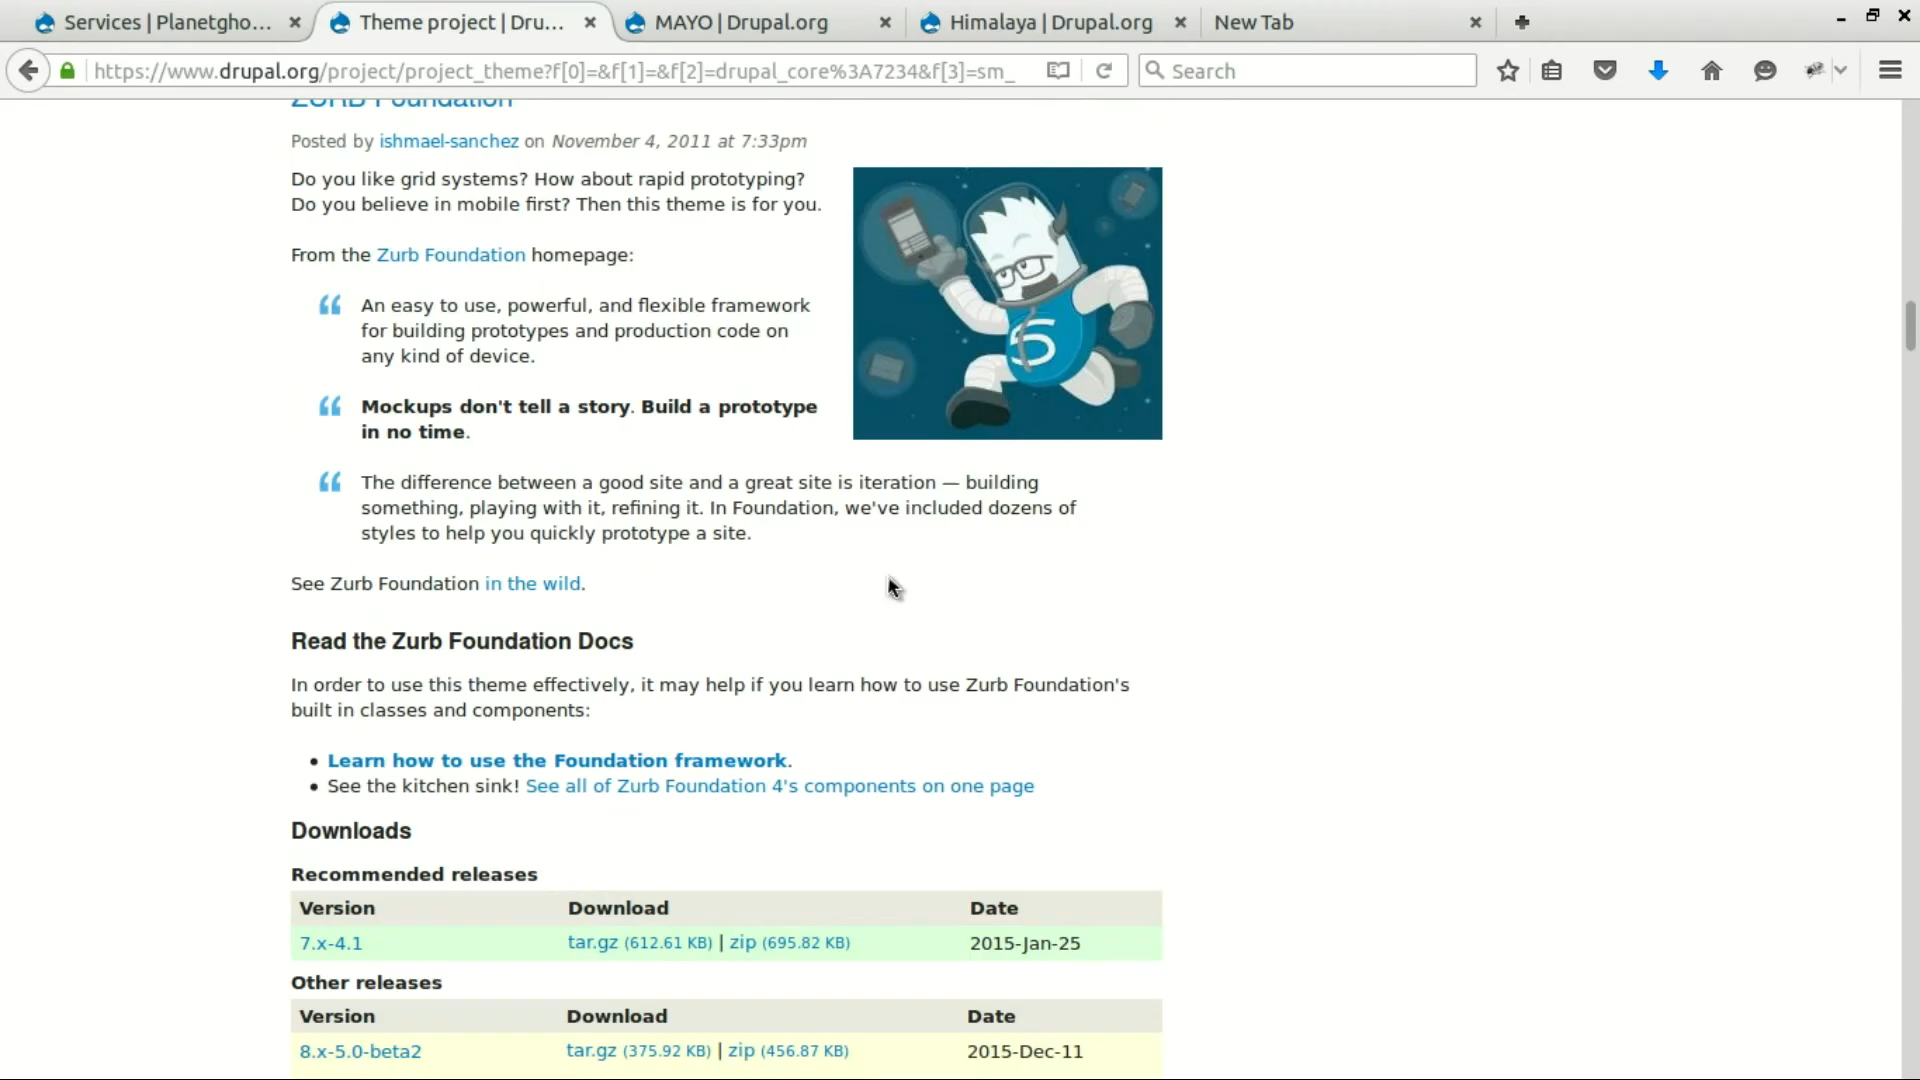 Services | Planetgho...
Theme project | Dru...
MAYO | Drupal.org
Himalaya | Drupal.org
New Tab
https://www.drupal.org/project/project_theme?f[0]=&f[1]=&f[2]=drupal_core%3A7234&f[3]=sm_
Search
ZURB Foundation
Posted by ishmael-sanchez on November 4, 2011 at 7:33pm
Do you like grid systems? How about rapid prototyping?
Do you believe in mobile first? Then this theme is for you.
From the Zurb Foundation homepage:
“ An easy to use, powerful, and flexible framework
for building prototypes and production code on
any kind of device.
“ Mockups don't tell a story. Build a prototype
in no time.
“ The difference between a good site and a great site is iteration — building
something, playing with it, refining it. In Foundation, we've included dozens of
styles to help you quickly prototype a site.
5
See Zurb Foundation in the wild.
Read the Zurb Foundation Docs
In order to use this theme effectively, it may help if you learn how to use Zurb Foundation's
built in classes and components:
• Learn how to use the Foundation framework.
• See the kitchen sink! See all of Zurb Foundation 4's components on one page
Downloads
Recommended releases
Version Download Date
7.x-4.1 tar.gz (612.61 KB) | zip (695.82 KB) 2015-Jan-25
Other releases
Version Download Date
8.x-5.0-beta2 tar.gz (375.92 KB) | zip (456.87 KB) 2015-Dec-11